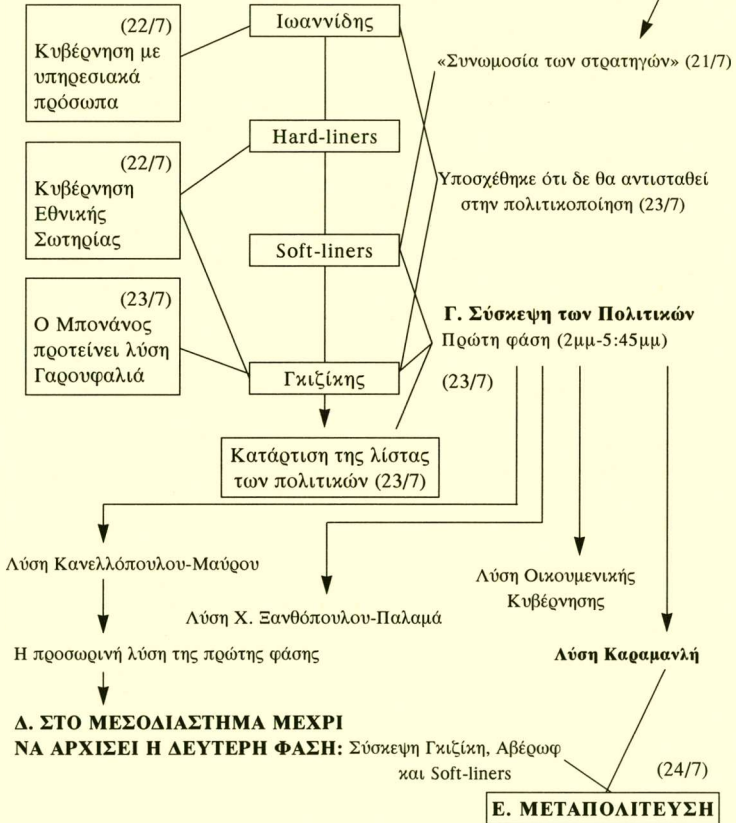 (22/7)
Κυβέρνηση με
υπηρεσιακά
πρόσωπα
Ιωαννίδης
«Συνωμοσία των στρατηγών» (21/7)
Hard-liners
(22/7)
Κυβέρνηση
Εθνικής
Σωτηρίας
Υποσχέθηκε ότι δε θα αντισταθεί
στην πολιτικοποίηση (23/7)
Soft-liners
(23/7)
Ο Μπονάνος
προτείνει λύση
Γαρουφαλιά
Γ. Σύσκεψη των Πολιτικών
Πρώτη φάση (2μμ-5:45μμ)
(23/7)
Γκιζίκης
Κατάρτιση της λίστας
των πολιτικών (23/7)
Λύση Κανελλόπουλου-Μαύρου
Λύση Χ. Ξανθόπουλου-Παλαμά
Λύση Οικουμενικής
Κυβέρνησης
Η προσωρινή λύση της πρώτης φάσης
Λύση Καραμανλή
Δ. ΣΤΟ ΜΕΣΟΔΙΑΣΤΗΜΑ ΜΕΧΡΙ
ΝΑ ΑΡΧΙΣΕΙ Η ΔΕΥΤΕΡΗ ΦΑΣΗ: Σύσκεψη Γκιζίκη, Αβέρωφ
και Soft-liners
(24/7)
Ε. ΜΕΤΑΠΟΛΙΤΕΥΣΗ